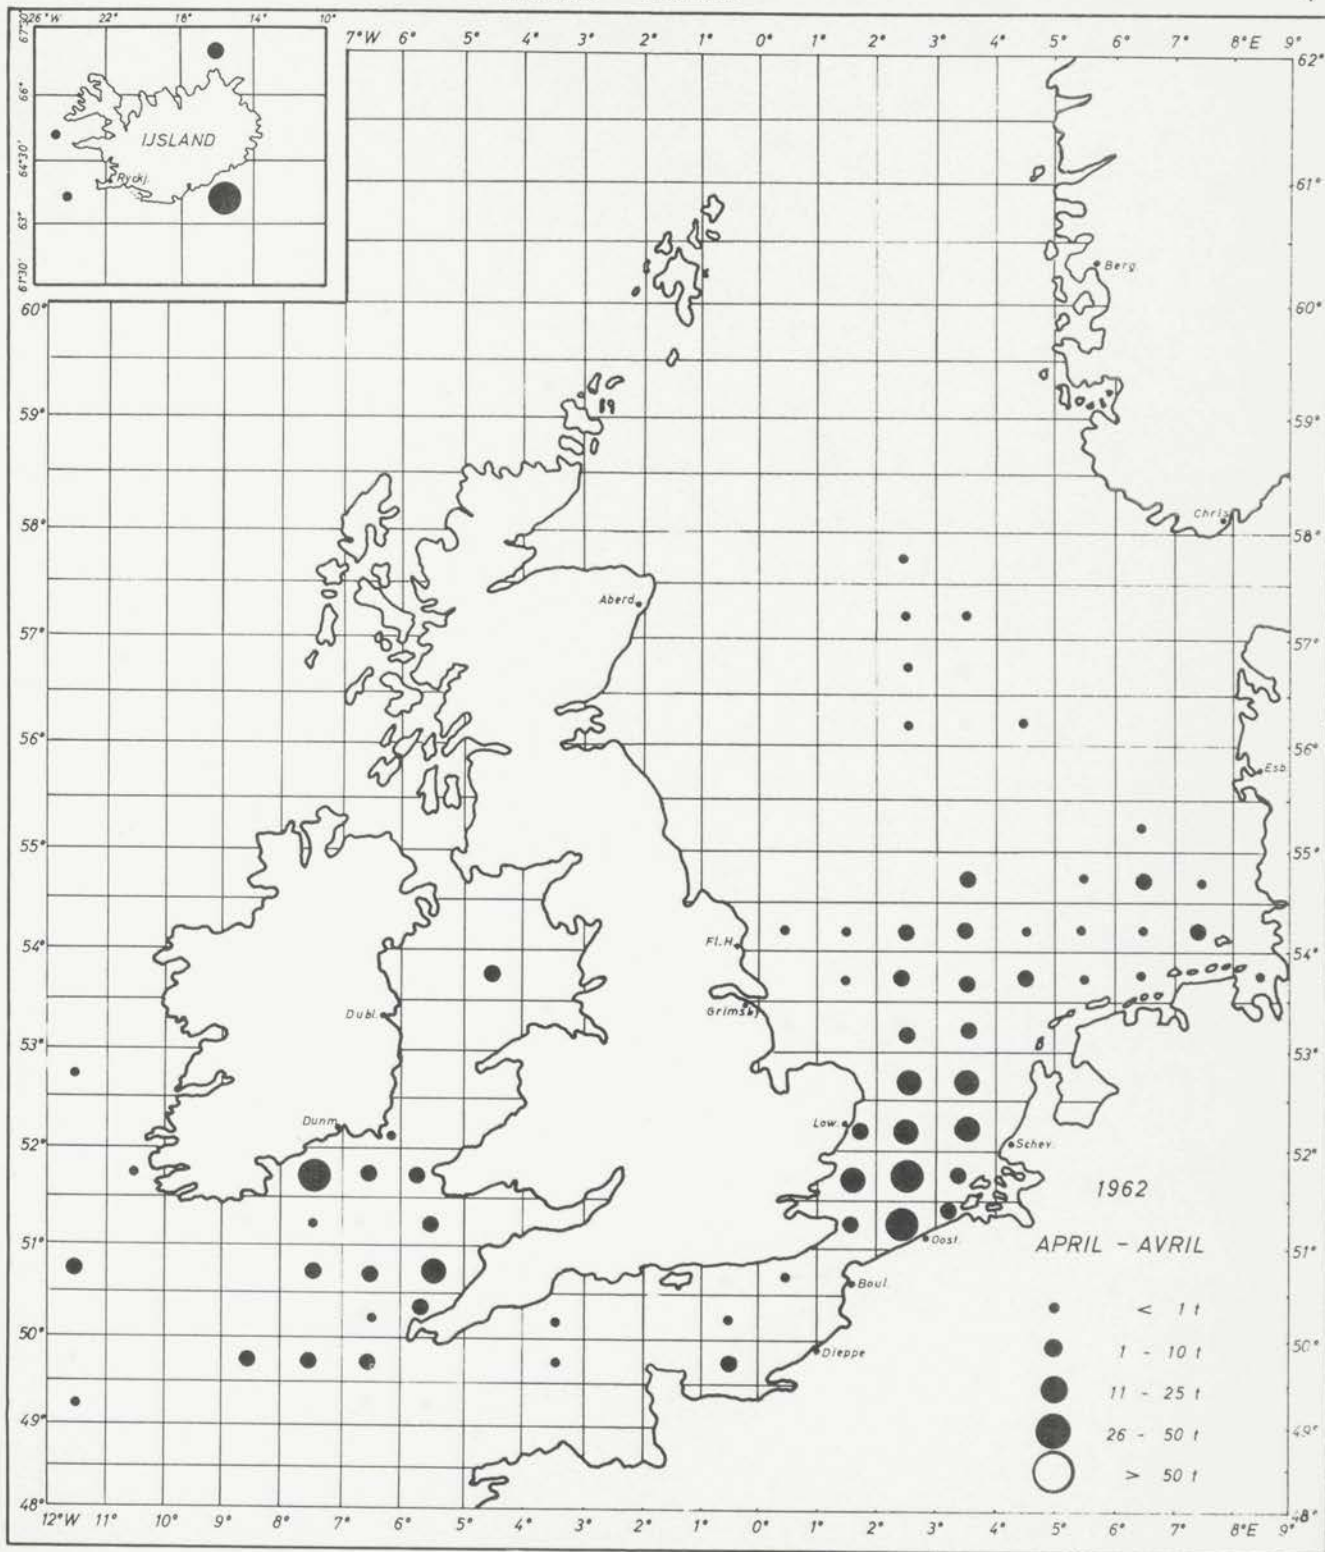 26°W 22° 18° 14° 10°
66°
64°30'
63°
61°30'
IJSLAND
Ryckj.
7°W 6° 5° 4° 3° 2° 1° 0° 1° 2° 3° 4° 5° 6° 7° 8°E 9°
62°
61°
60° 60°
59° 59°
58° 58°
57° 57°
56° 56°
55° 55°
54° 54°
53° 53°
52° 52°
51° 51°
50° 50°
49° 49°
48° 48°
Berg.
Chris
Aberd.
Esb.
Fl.H.
Grimsby
Dubl.
Dunm.
Low.
Schev.
Oost.
Boul.
Dieppe
1962
APRIL - AVRIL
< 1 t
1 - 10 t
11 - 25 t
26 - 50 t
> 50 t
12°W 11° 10° 9° 8° 7° 6° 5° 4° 3° 2° 1° 0° 1° 2° 3° 4° 5° 6° 7° 8°E 9°